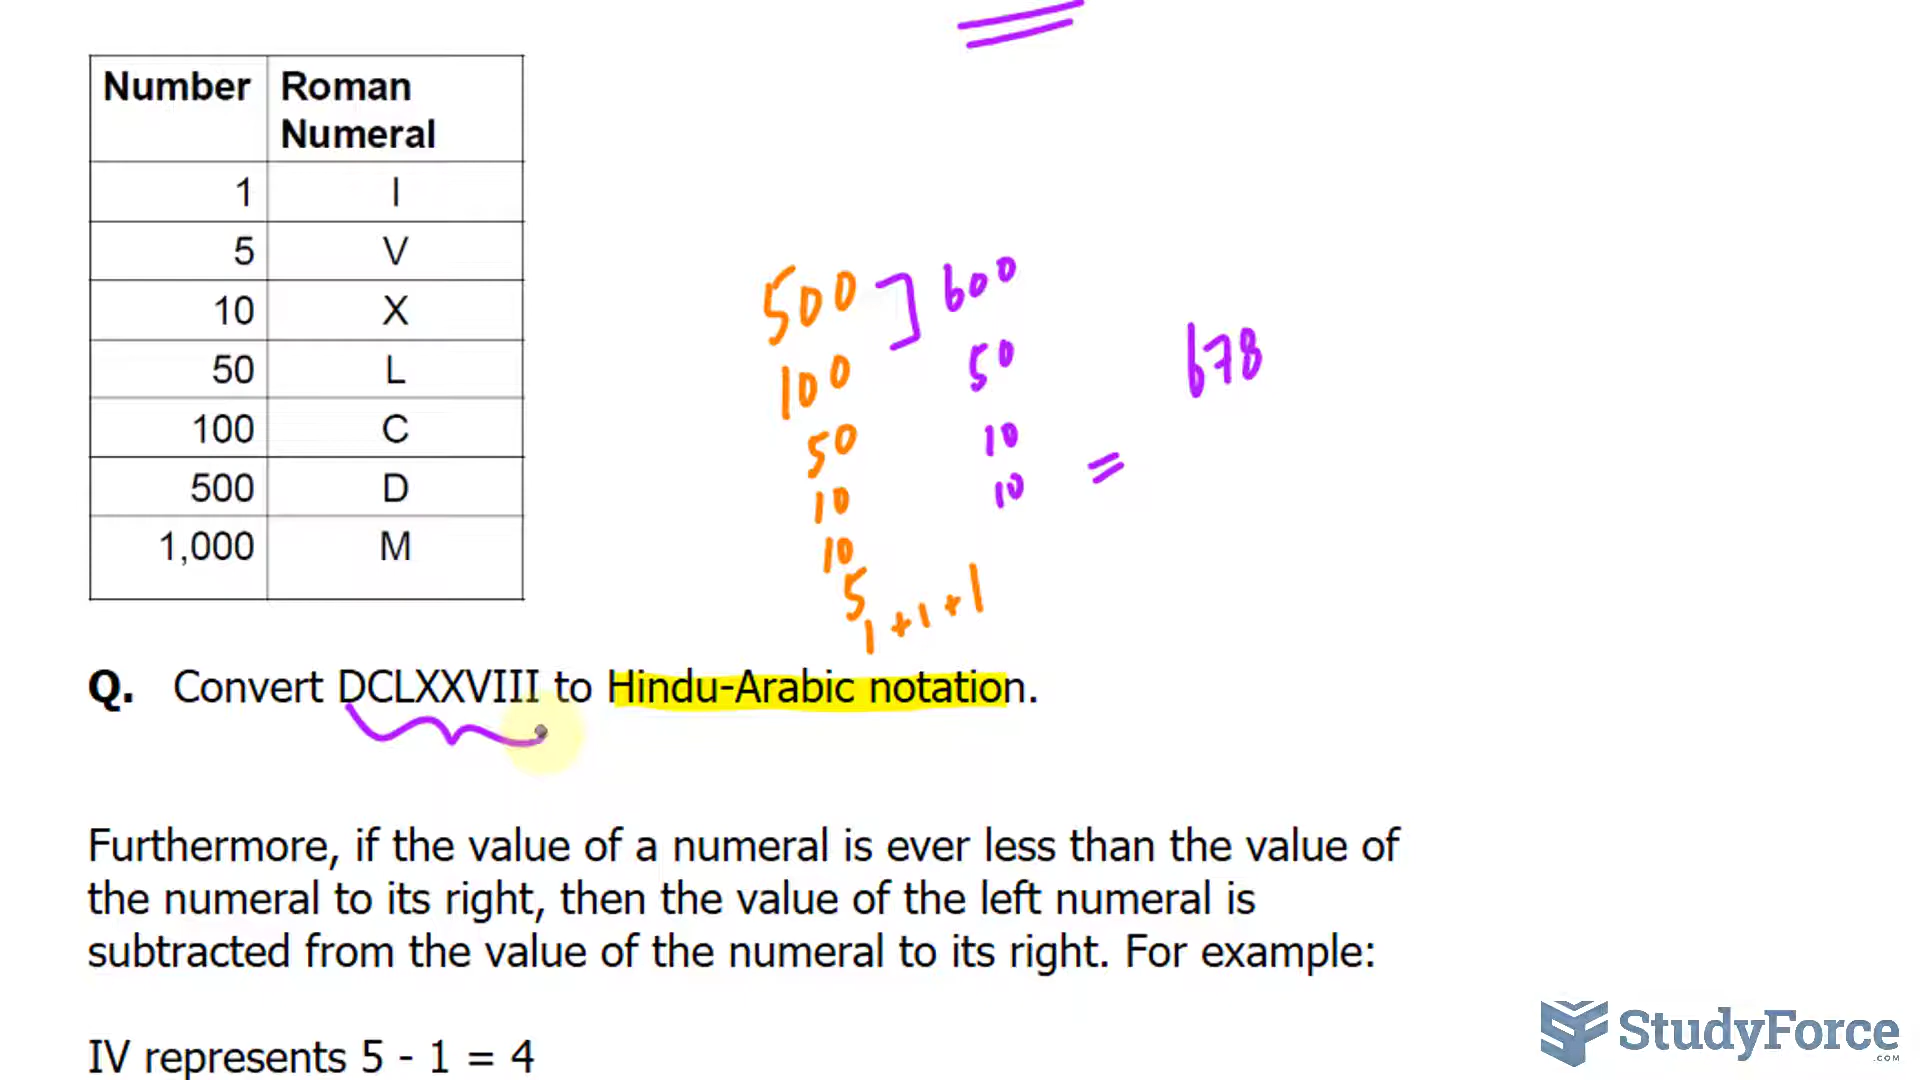 Number Roman Numeral
1 I
5 V
10 X
50 L
100 C
500 D
1,000 M
500 600
100 50
50 10
10 10
10
5
1 + 1 + 1
=
678
Q. Convert DCLXXVIII to Hindu-Arabic notation.
Furthermore, if the value of a numeral is ever less than the value of
the numeral to its right, then the value of the left numeral is
subtracted from the value of the numeral to its right. For example:
IV represents 5 - 1 = 4
StudyForce
.COM